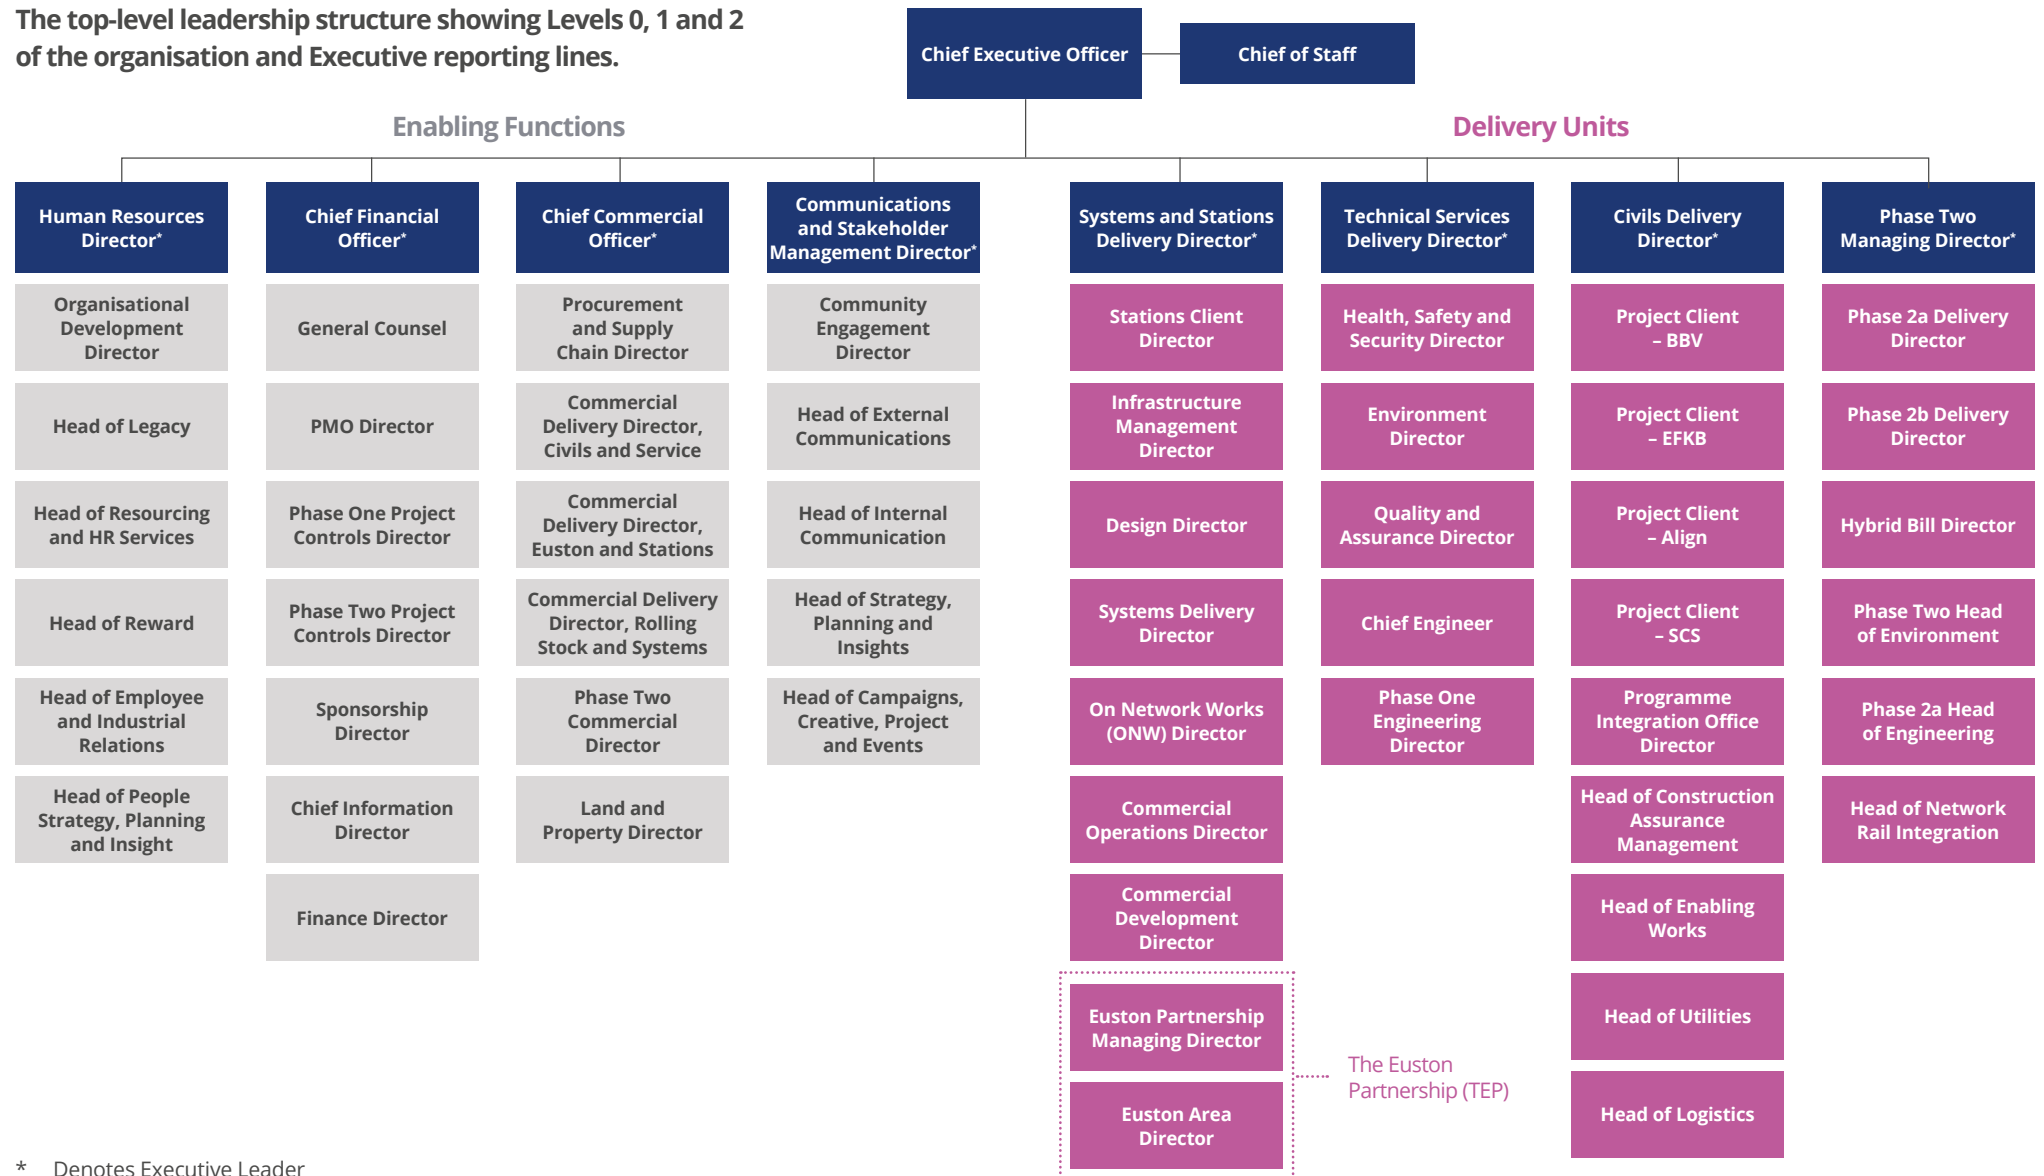 The top-level leadership structure showing Levels 0, 1 and 2
of the organisation and Executive reporting lines.
Chief Executive Officer
Chief of Staff
Enabling Functions
Delivery Units
Human Resources
Director*
Chief Financial
Officer*
Chief Commercial
Officer*
Communications
and Stakeholder
Management Director*
Systems and Stations
Delivery Director*
Technical Services
Delivery Director*
Civils Delivery
Director*
Phase Two
Managing Director*
Organisational
Development
Director
Head of Legacy
Head of Resourcing
and HR Services
Head of Reward
Head of Employee
and Industrial
Relations
Head of People
Strategy, Planning
and Insight
General Counsel
PMO Director
Phase One Project
Controls Director
Phase Two Project
Controls Director
Sponsorship
Director
Chief Information
Director
Finance Director
Procurement
and Supply
Chain Director
Commercial
Delivery Director,
Civils and Service
Commercial
Delivery Director,
Euston and Stations
Commercial Delivery
Director, Rolling
Stock and Systems
Phase Two
Commercial
Director
Land and
Property Director
Community
Engagement
Director
Head of External
Communications
Head of Internal
Communication
Head of Strategy,
Planning and
Insights
Head of Campaigns,
Creative, Project
and Events
Stations Client
Director
Infrastructure
Management
Director
Design Director
Systems Delivery
Director
On Network Works
(ONW) Director
Commercial
Operations Director
Commercial
Development
Director
Euston Partnership
Managing Director
Euston Area
Director
The Euston
Partnership (TEP)
Health, Safety and
Security Director
Environment
Director
Quality and
Assurance Director
Chief Engineer
Phase One
Engineering
Director
Project Client
– BBV
Project Client
– EFKB
Project Client
– Align
Project Client
– SCS
Programme
Integration Office
Director
Head of Construction
Assurance
Management
Head of Enabling
Works
Head of Utilities
Head of Logistics
Phase 2a Delivery
Director
Phase 2b Delivery
Director
Hybrid Bill Director
Phase Two Head
of Environment
Phase 2a Head
of Engineering
Head of Network
Rail Integration
* Denotes Executive Leader